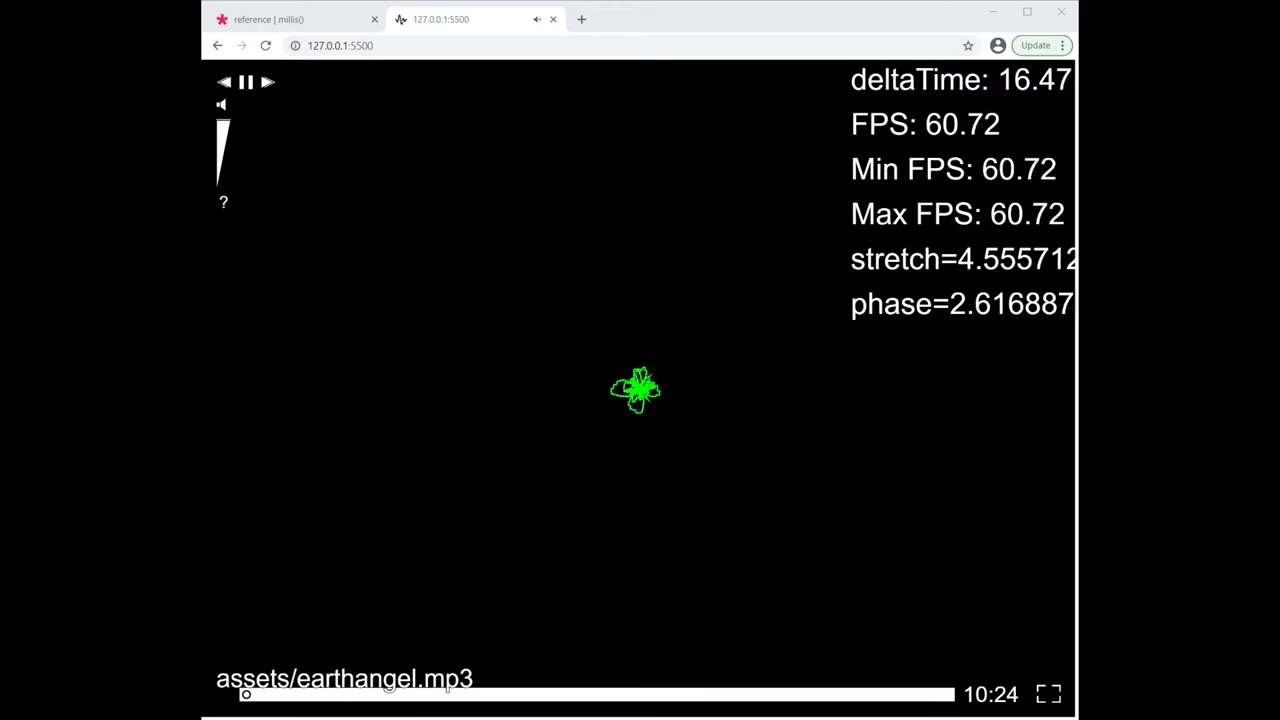 reference | millis()
127.0.0.1:5500
127.0.0.1:5500
Update
deltaTime: 16.47
FPS: 60.72
Min FPS: 60.72
Max FPS: 60.72
stretch=4.555712
phase=2.616887
?
assets/earthangel.mp3
10:24